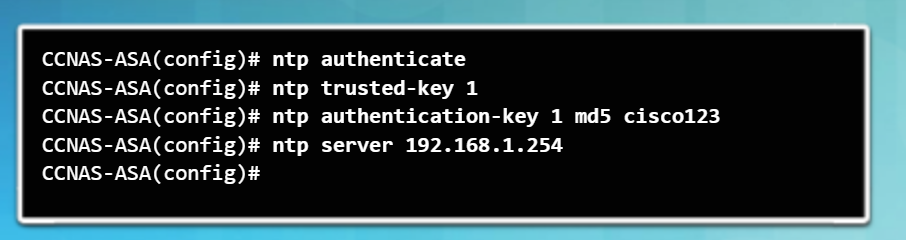 CCNAS-ASA(config)# ntp authenticate
CCNAS-ASA(config)# ntp trusted-key 1
CCNAS-ASA(config)# ntp authentication-key 1 md5 cisco123
CCNAS-ASA(config)# ntp server 192.168.1.254
CCNAS-ASA(config)#